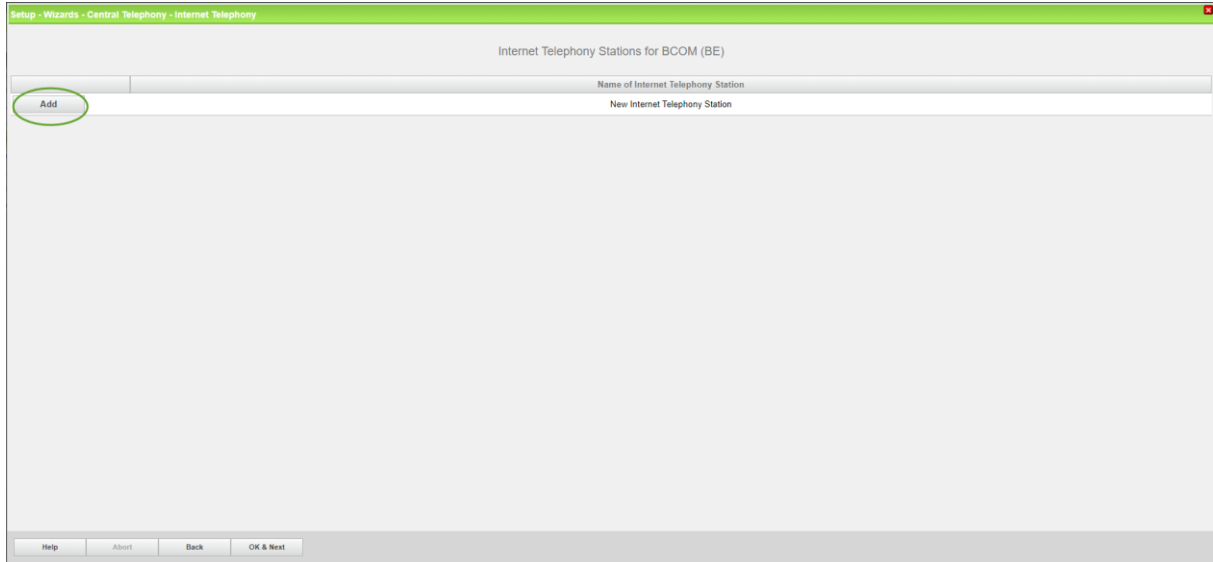 Setup - Wizards - Central Telephony - Internet Telephony
Internet Telephony Stations for BCOM (BE)
Name of Internet Telephony Station
Add New Internet Telephony Station
Help Abort Back OK & Next